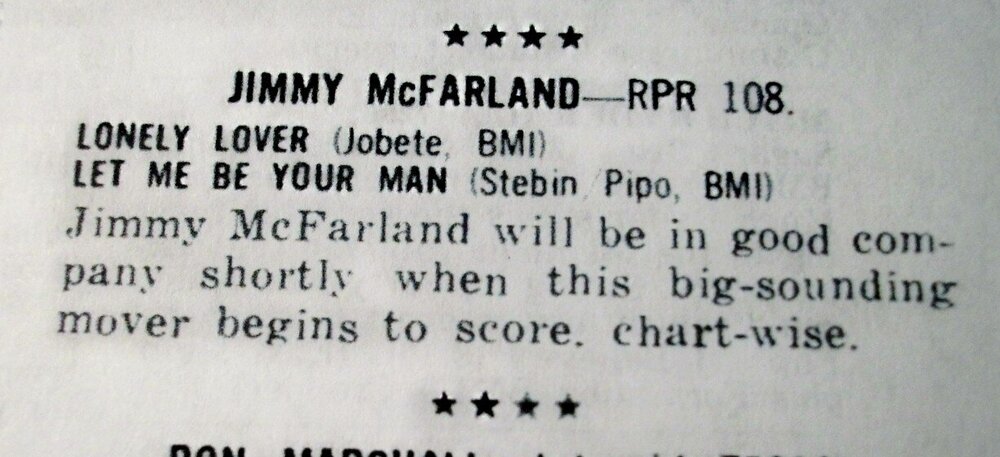 ★★★★
JIMMY McFARLAND—RPR 108.
LONELY LOVER (Jobete, BMI)
LET ME BE YOUR MAN (Stebin/Pipo, BMI)
Jimmy McFarland will be in good com-
pany shortly when this big-sounding
mover begins to score. chart-wise.
★★★★